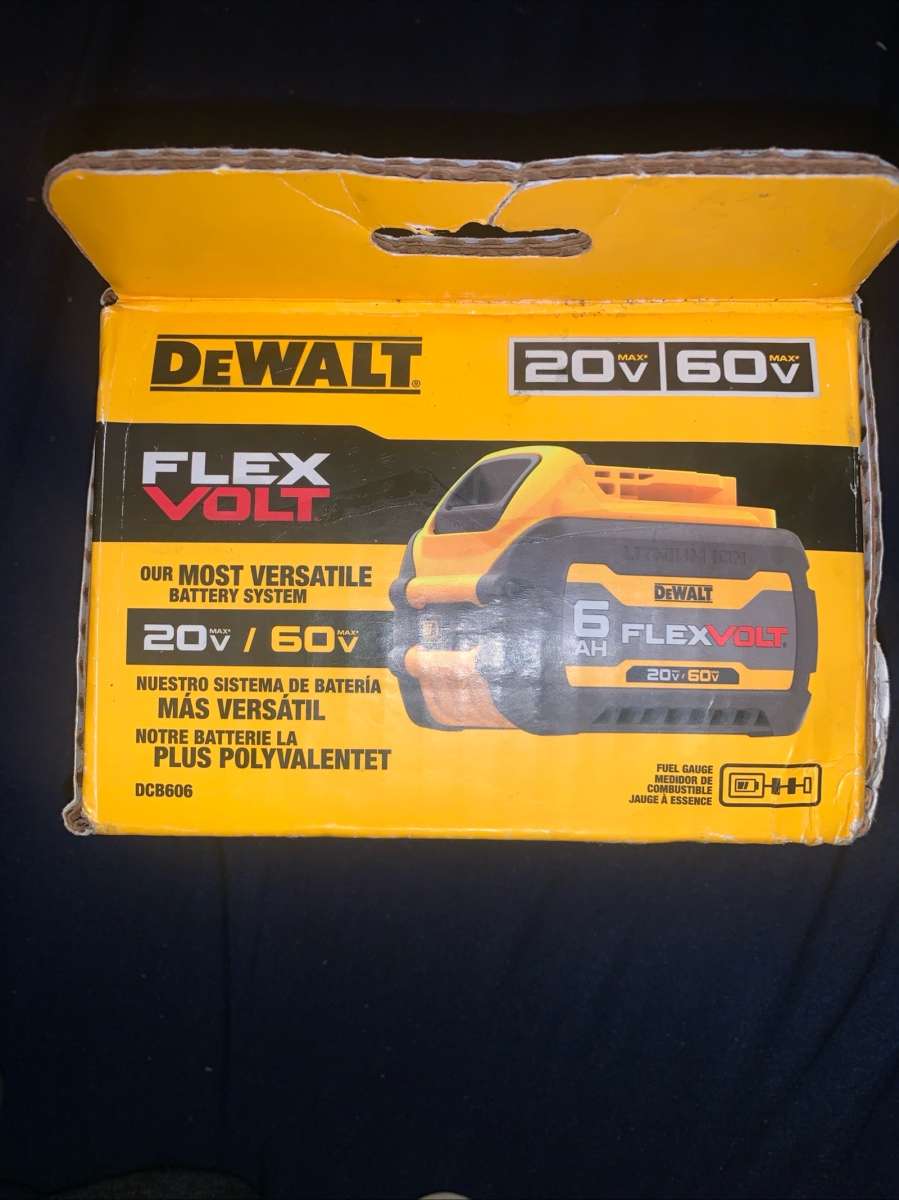 DEWALT®
20V MAX* 60V MAX*
FLEX
VOLT
OUR MOST VERSATILE
BATTERY SYSTEM
20V MAX* / 60V MAX*
NUESTRO SISTEMA DE BATERÍA
MÁS VERSÁTIL
NOTRE BATTERIE LA
PLUS POLYVALENTET
DCB606
LITHIUM ION
DEWALT
6
AH
FLEXVOLT
20V / 60V
FUEL GAUGE
MEDIDOR DE
COMBUSTIBLE
JAUGE À ESSENCE